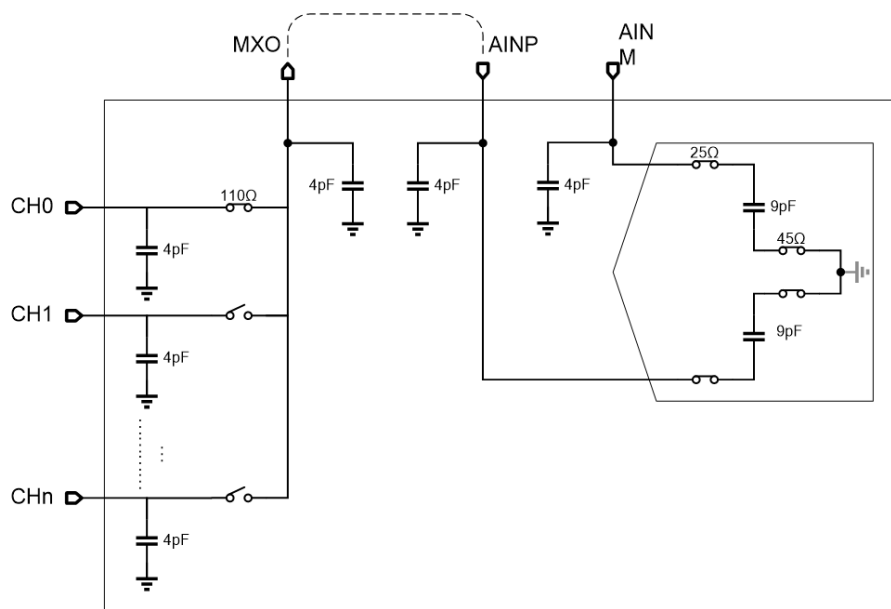 MXO
AINP
AIN
M
4pF
4pF
4pF
25Ω
9pF
CH0
110Ω
4pF
45Ω
CH1
4pF
9pF
CHn
4pF